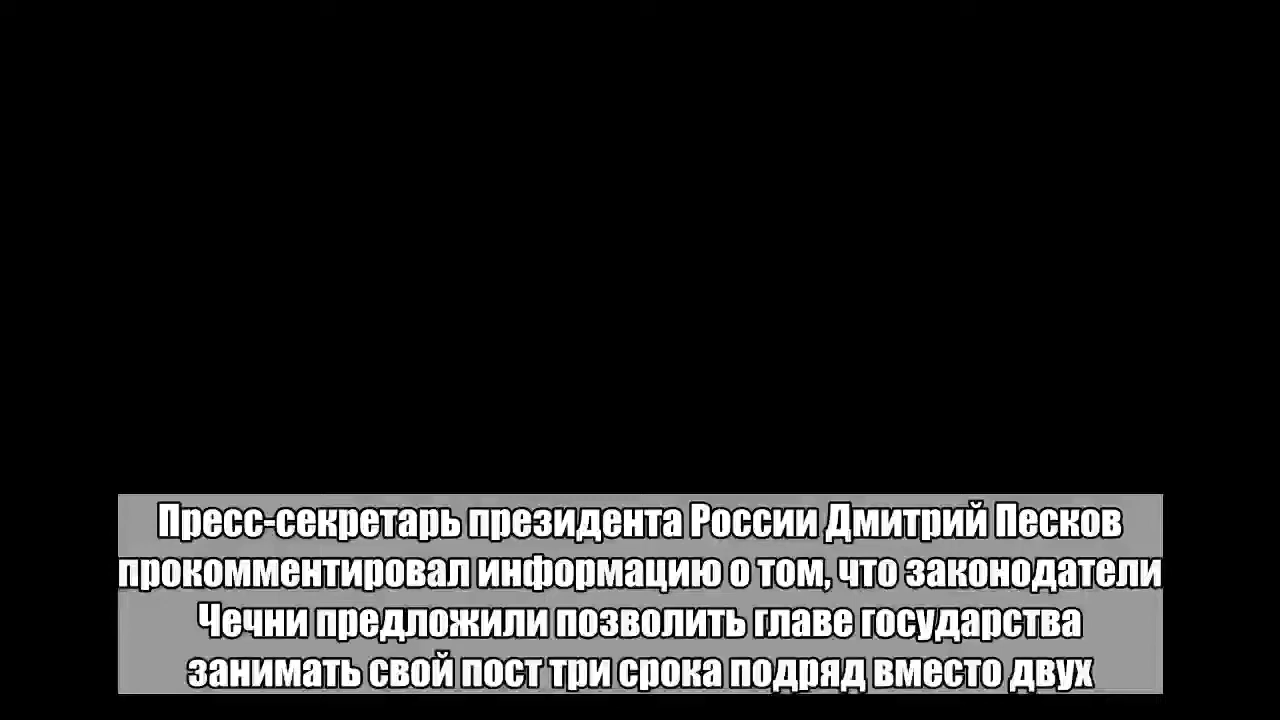 Пресс-секретарь президента России Дмитрий Песков
прокомментировал информацию о том, что законодатели
Чечни предложили позволить главе государства
занимать свой пост три срока подряд вместо двух